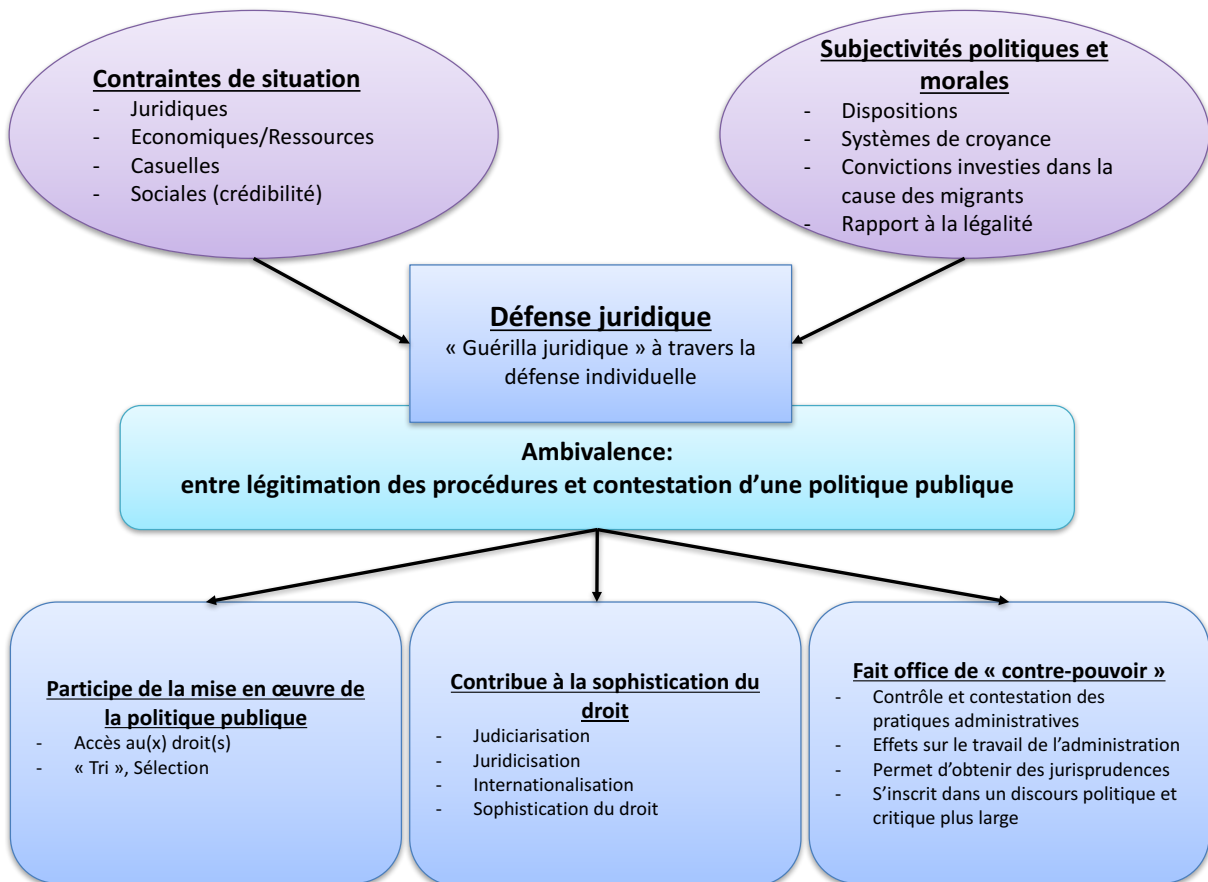 Contraintes de situation
- Juridiques
- Economiques/Ressources
- Casuelles
- Sociales (crédibilité)
Subjectivités politiques et
morales
- Dispositions
- Systèmes de croyance
- Convictions investies dans la
cause des migrants
- Rapport à la légalité
Défense juridique
« Guérilla juridique » à travers la
défense individuelle
Ambivalence:
entre légitimation des procédures et contestation d’une politique publique
Participe de la mise en œuvre de
la politique publique
- Accès au(x) droit(s)
- « Tri », Sélection
Contribue à la sophistication du
droit
- Judiciarisation
- Juridicisation
- Internationalisation
- Sophistication du droit
Fait office de « contre-pouvoir »
- Contrôle et contestation des
pratiques administratives
- Effets sur le travail de l’administration
- Permet d’obtenir des jurisprudences
- S’inscrit dans un discours politique et
critique plus large